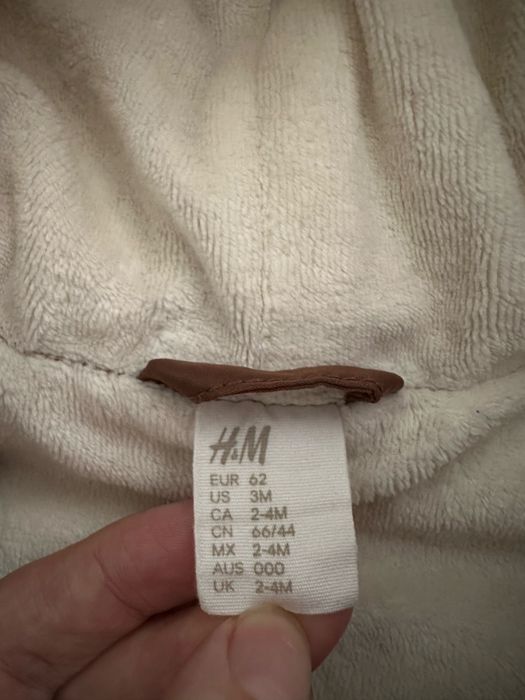 H&M
EUR 62
US 3M
CA 2-4M
CN 66/44
MX 2-4M
AUS 000
UK 2-4M